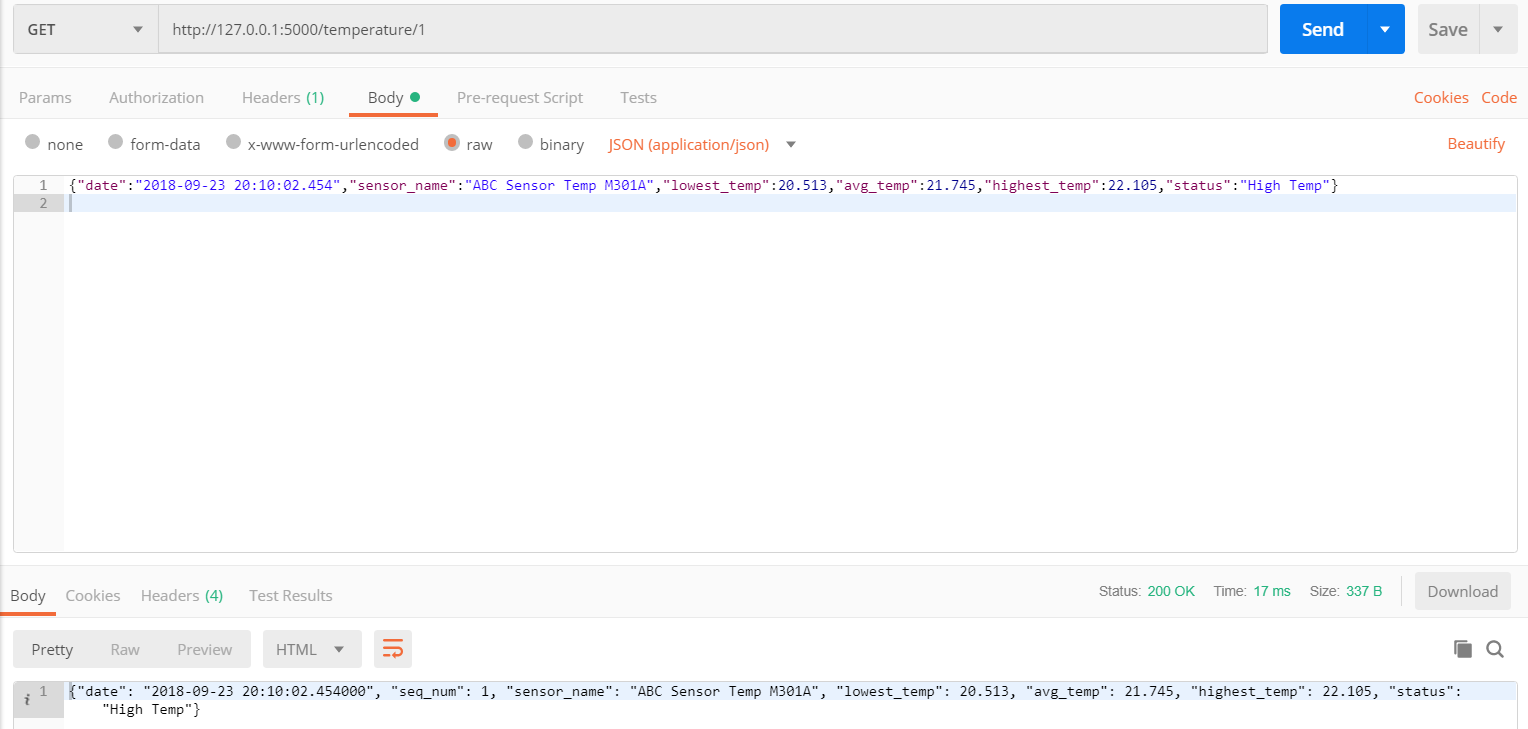 GET http://127.0.0.1:5000/temperature/1 Send Save
Params Authorization Headers (1) Body Pre-request Script Tests Cookies Code
none form-data x-www-form-urlencoded raw binary JSON (application/json) Beautify
1 {"date":"2018-09-23 20:10:02.454","sensor_name":"ABC Sensor Temp M301A","lowest_temp":20.513,"avg_temp":21.745,"highest_temp":22.105,"status":"High Temp"}
2
Body Cookies Headers (4) Test Results Status: 200 OK Time: 17 ms Size: 337 B Download
Pretty Raw Preview HTML
i 1 {"date": "2018-09-23 20:10:02.454000", "seq_num": 1, "sensor_name": "ABC Sensor Temp M301A", "lowest_temp": 20.513, "avg_temp": 21.745, "highest_temp": 22.105, "status":
"High Temp"}